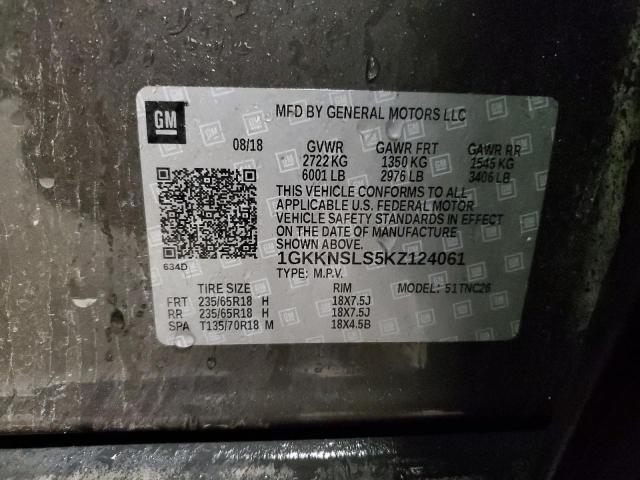 GM
MFD BY GENERAL MOTORS LLC
08/18 GVWR GAWR FRT GAWR RR
2722 KG 1350 KG 1545 KG
6001 LB 2976 LB 3406 LB
THIS VEHICLE CONFORMS TO ALL
APPLICABLE U.S. FEDERAL MOTOR
VEHICLE SAFETY STANDARDS IN EFFECT
ON THE DATE OF MANUFACTURE
SHOWN ABOVE.
1GKKNSLS5KZ124061
634D
TYPE: M.P.V.
TIRE SIZE RIM MODEL: 51TNC26
FRT 235/65R18 H 18X7.5J
RR 235/65R18 H 18X7.5J
SPA T135/70R18 M 18X4.5B